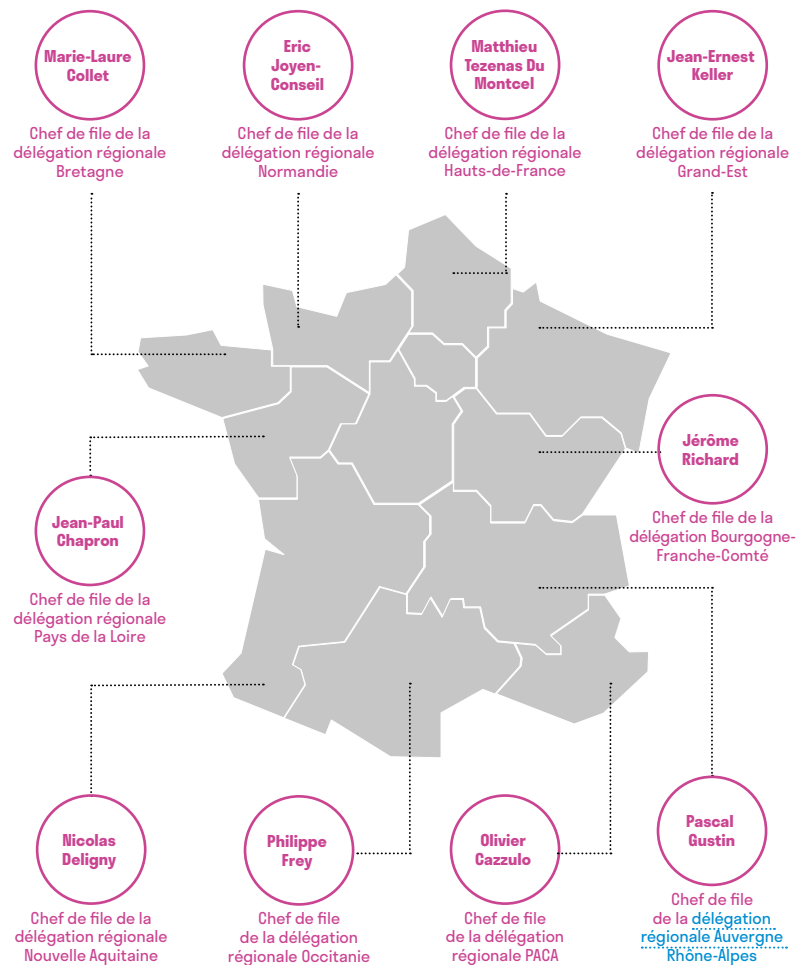 Marie-Laure
Collet
Chef de file de la
délégation régionale
Bretagne
Eric
Joyen-
Conseil
Chef de file de la
délégation régionale
Normandie
Matthieu
Tezenas Du
Montcel
Chef de file de la
délégation régionale
Hauts-de-France
Jean-Ernest
Keller
Chef de file de la
délégation régionale
Grand-Est
Jérôme
Richard
Chef de file de la
délégation Bourgogne-
Franche-Comté
Jean-Paul
Chapron
Chef de file de la
délégation régionale
Pays de la Loire
Nicolas
Deligny
Chef de file de la
délégation régionale
Nouvelle Aquitaine
Philippe
Frey
Chef de file
de la délégation
régionale Occitanie
Olivier
Cazzulo
Chef de file
de la délégation
régionale PACA
Pascal
Gustin
Chef de file
de la délégation
régionale Auvergne
Rhône-Alpes